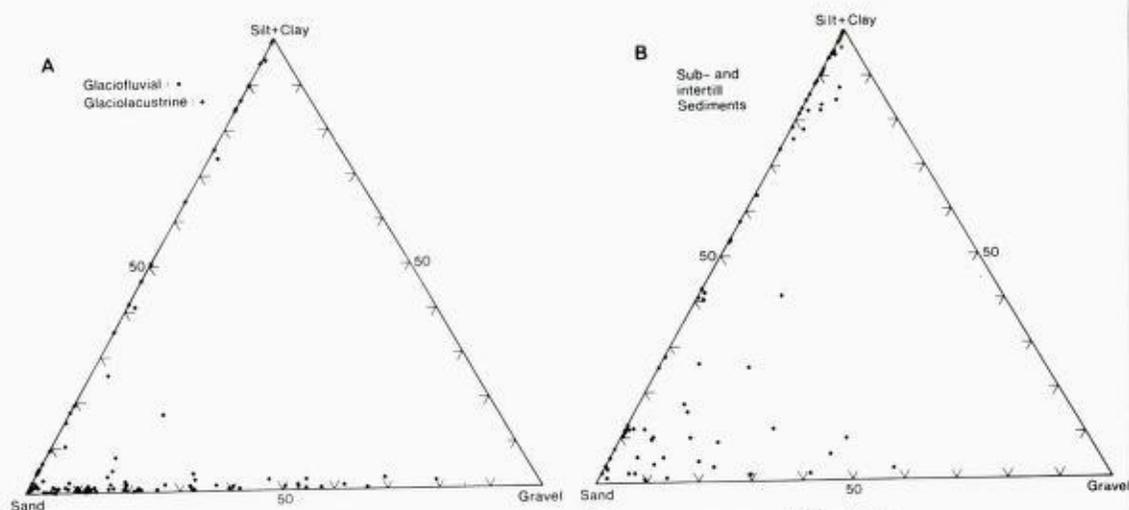 A
Silt+Clay
Glaciofluvial
Glaciolacustrine
50
50
Sand
50
Gravel
B
Silt+Clay
Sub- and
intertill
Sediments
50
50
Sand
50
Gravel